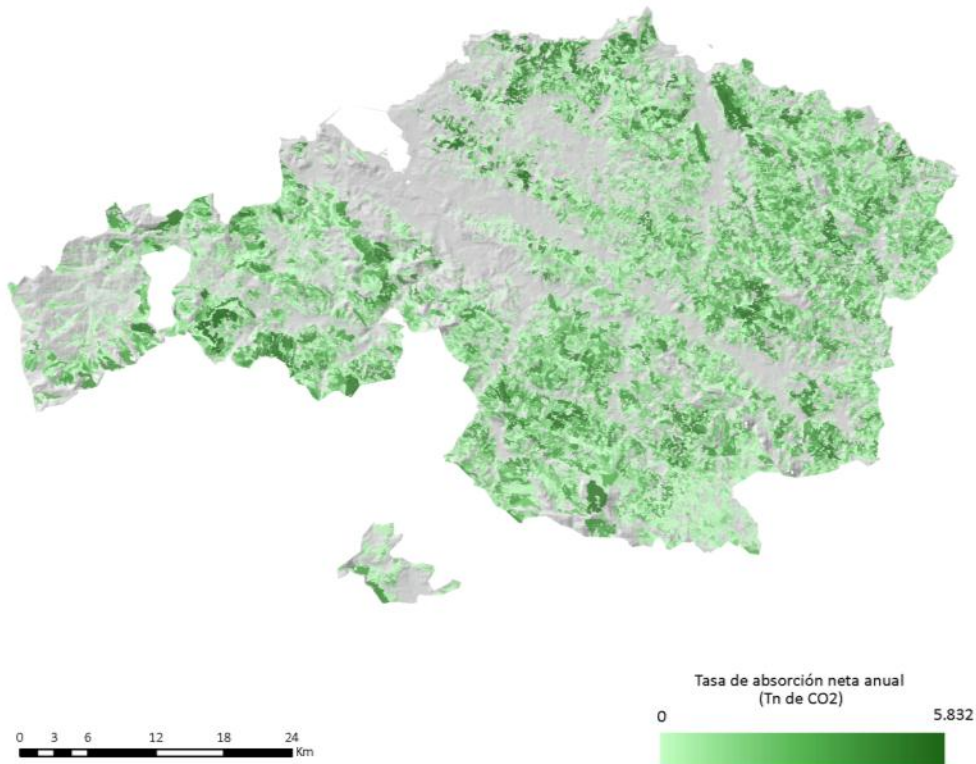 Tasa de absorción neta anual
(Tn de CO2)
0 5.832
0 3 6 12 18 24
Km